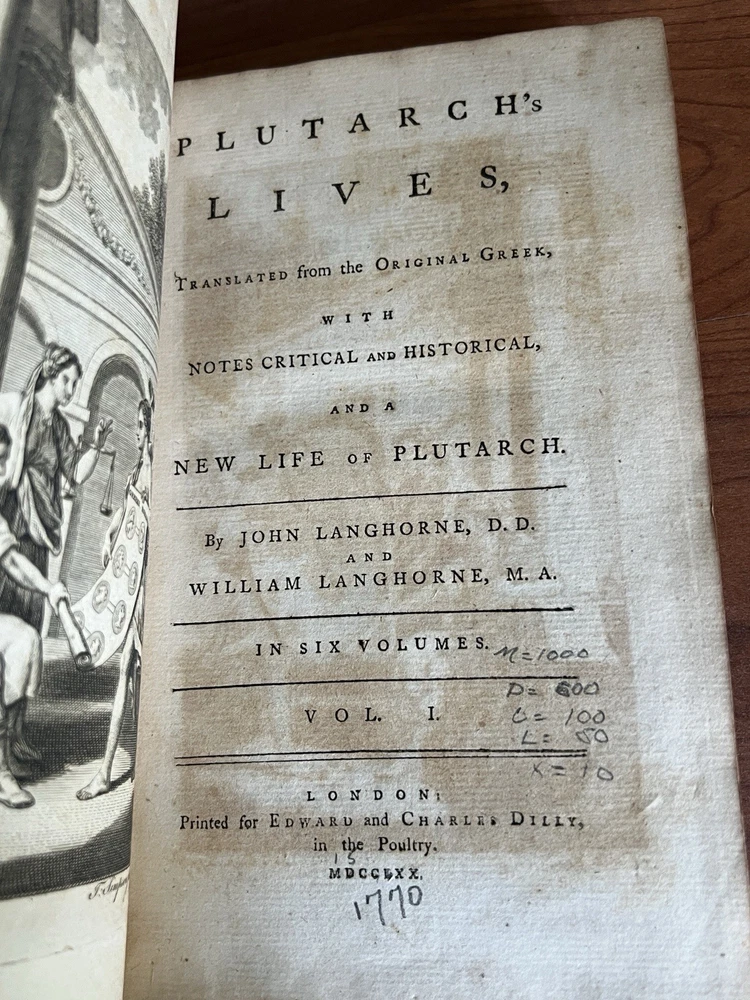 PLUTARCH's
LIVES,
TRANSLATED from the ORIGINAL GREEK,
WITH
NOTES CRITICAL AND HISTORICAL,
AND A
NEW LIFE OF PLUTARCH.
By JOHN LANGHORNE, D. D.
AND
WILLIAM LANGHORNE, M. A.
IN SIX VOLUMES.
M=1000
D= 500
VOL. I.
C= 100
L= 50
X=10
LONDON:
Printed for EDWARD and CHARLES DILLY,
in the Poultry.
MDCCLXX.
1770